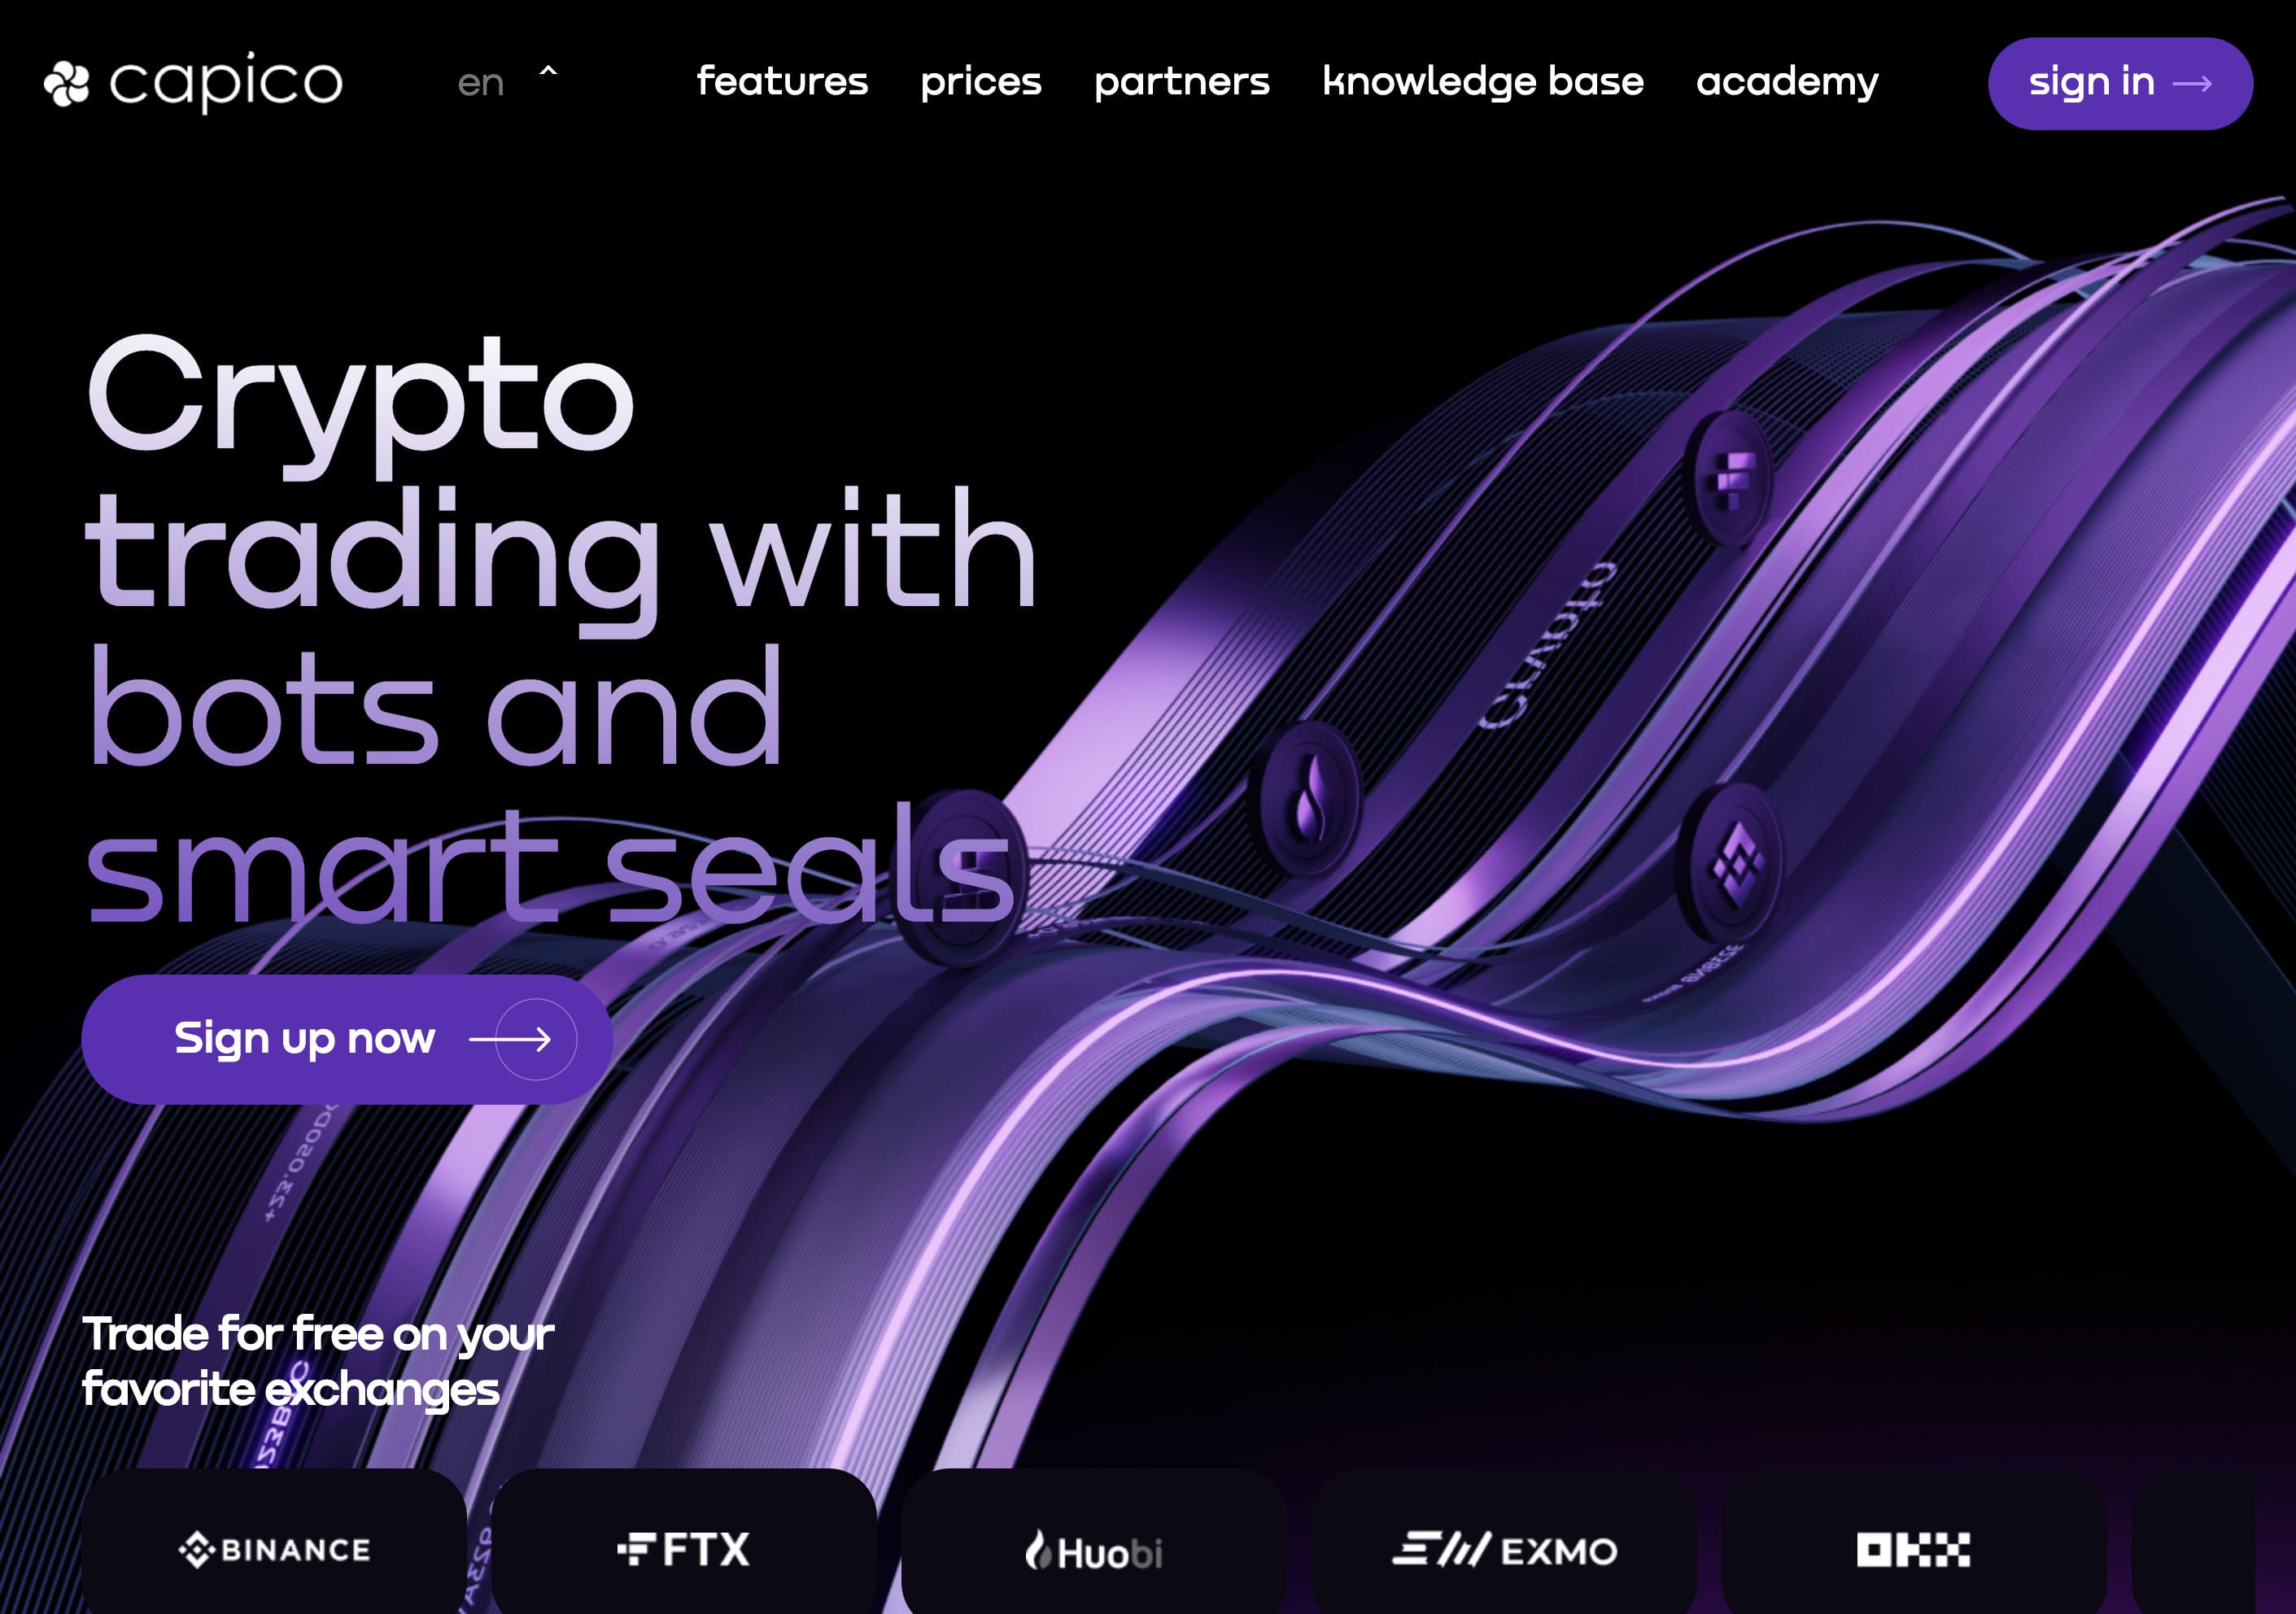 capico
en
features
prices
partners
knowledge base
academy
sign in
Crypto
trading with
bots and
smart seals
Sign up now
crypto
Trade for free on your
favorite exchanges
BINANCE
FTX
Huobi
EXMO
OKX